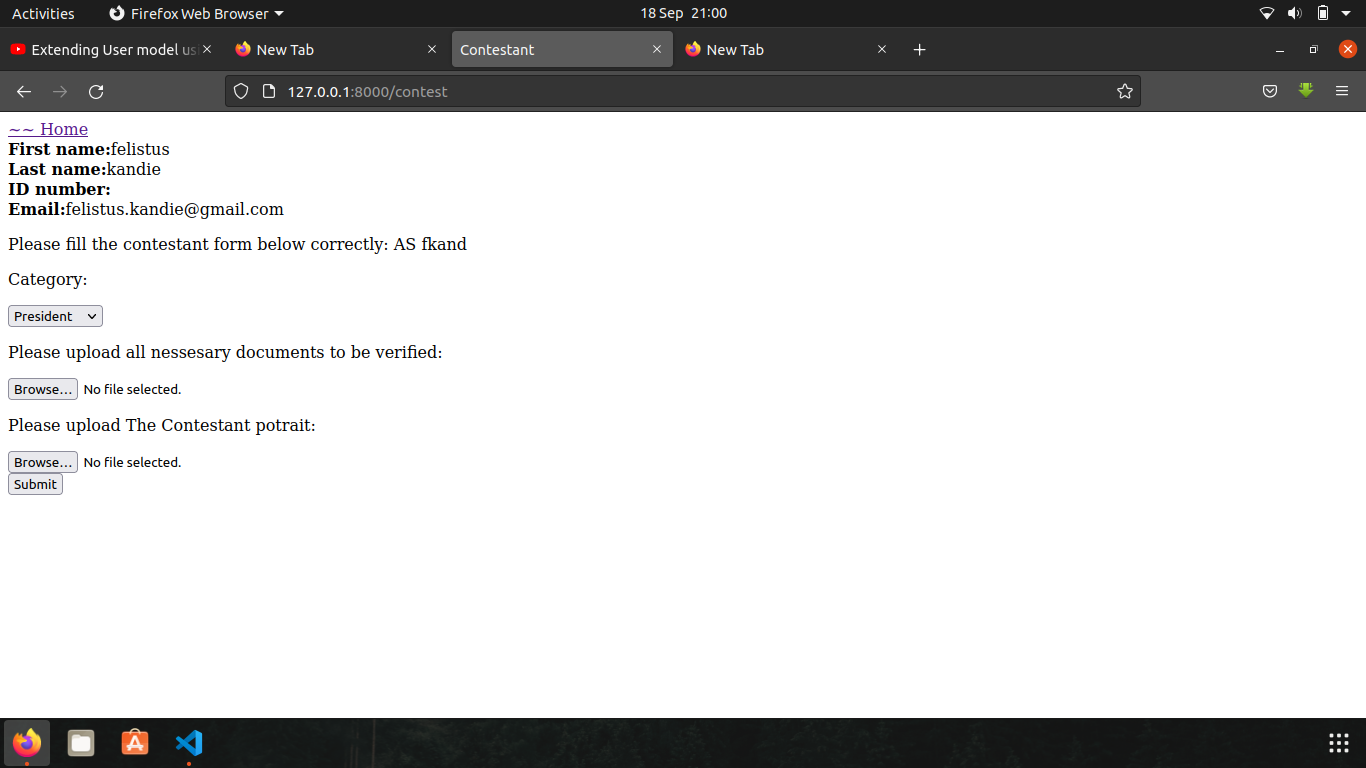 Activities Firefox Web Browser 18 Sep 21:00
Extending User model usi New Tab Contestant New Tab
127.0.0.1:8000/contest
~~ Home
First name:felistus
Last name:kandie
ID number:
Email:felistus.kandie@gmail.com
Please fill the contestant form below correctly: AS fkand
Category:
President
Please upload all nessesary documents to be verified:
Browse... No file selected.
Please upload The Contestant potrait:
Browse... No file selected.
Submit